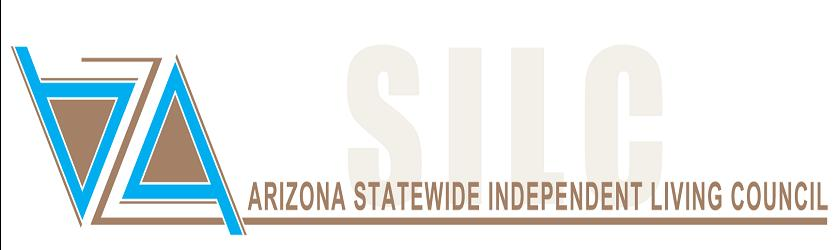 SILC
ARIZONA STATEWIDE INDEPENDENT LIVING COUNCIL